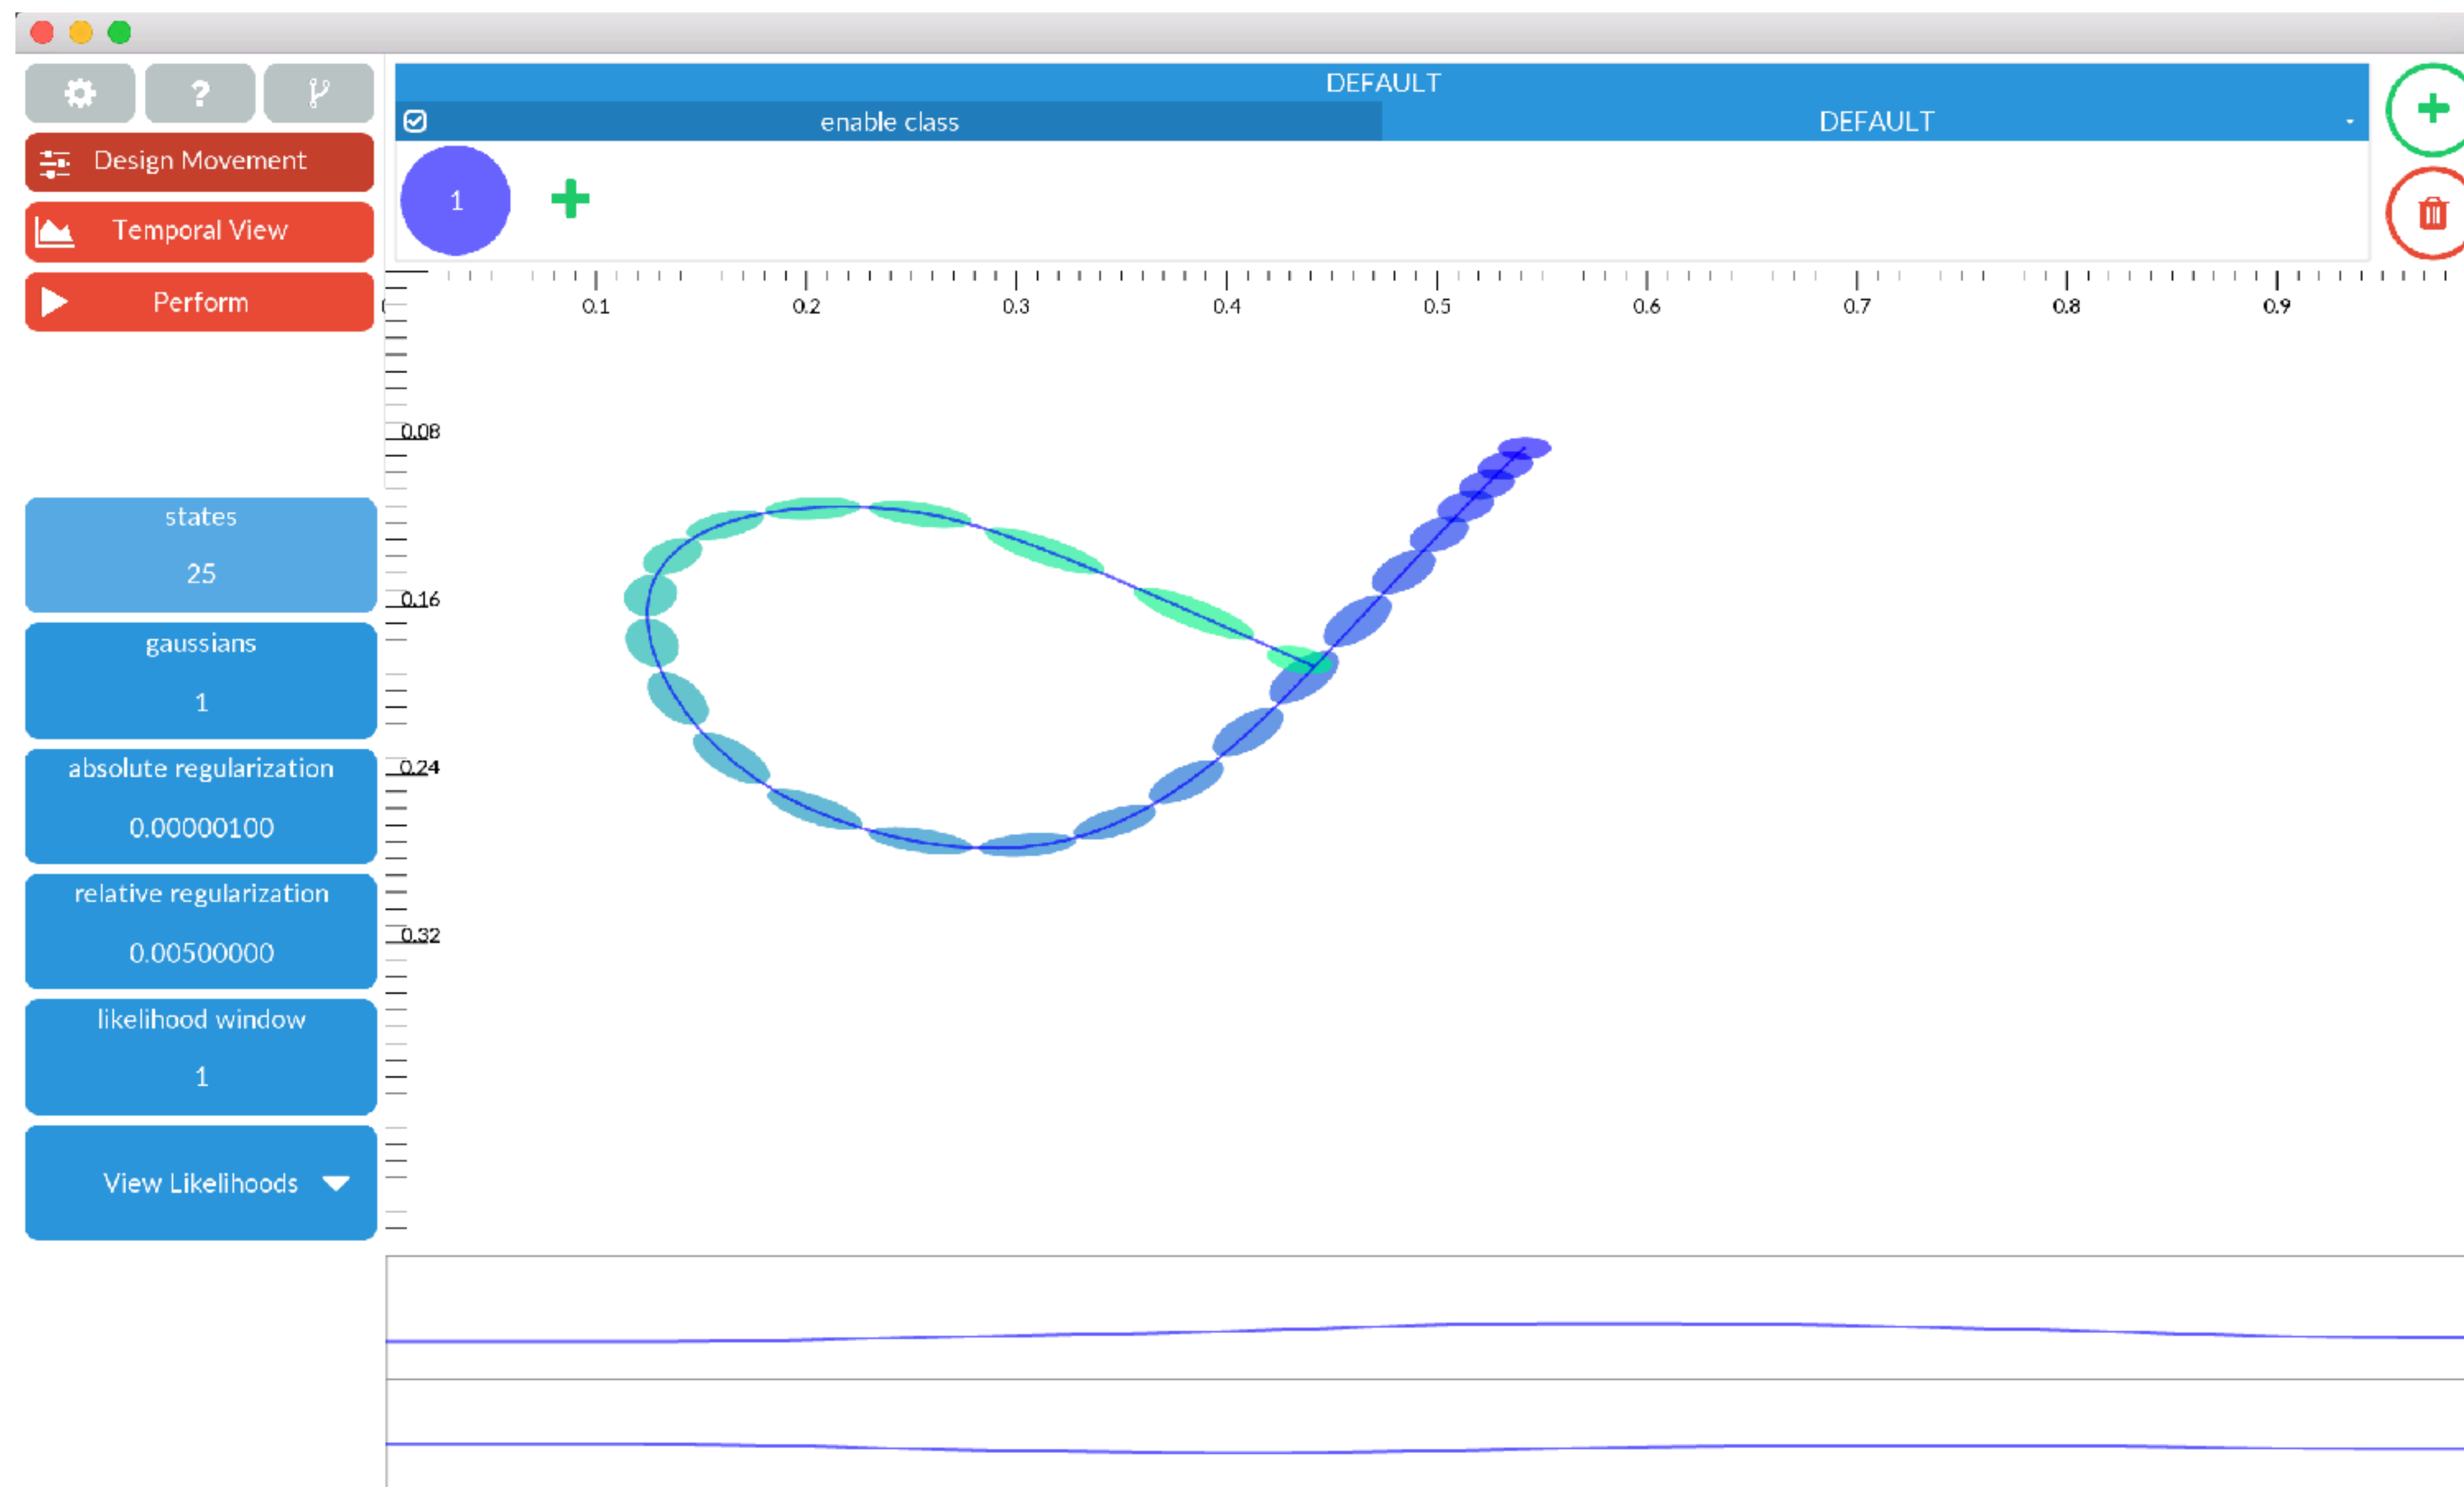 DEFAULT
? enable class DEFAULT
Design Movement
1
Temporal View
Perform
0.1 0.2 0.3 0.4 0.5 0.6 0.7 0.8 0.9
0.08
states
25
0.16
gaussians
1
absolute regularization
0.24
0.00000100
relative regularization
0.32
0.00500000
likelihood window
1
View Likelihoods